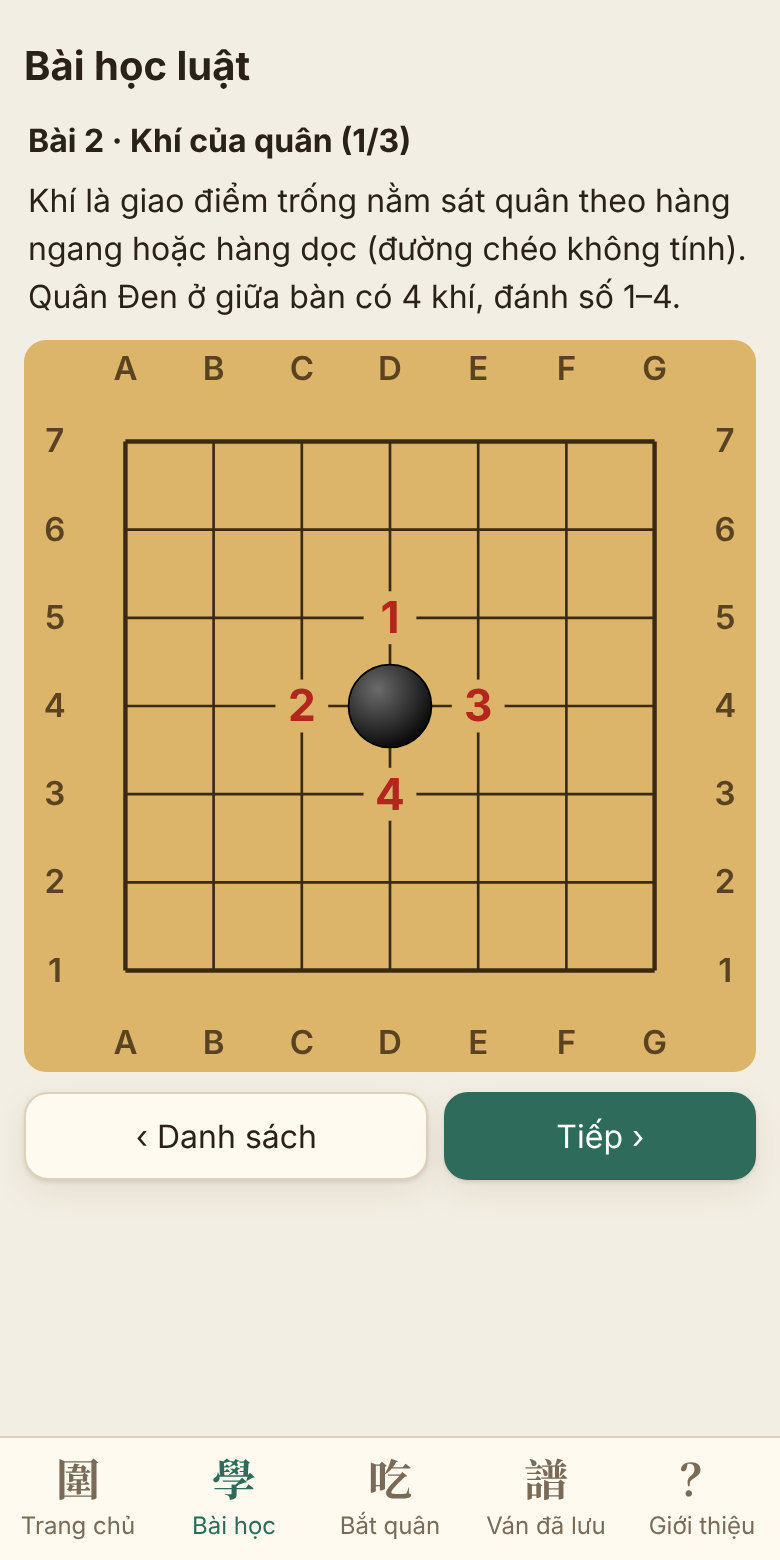 Bài học luật
Bài 2 · Khí của quân (1/3)
Khí là giao điểm trống nằm sát quân theo hàng
ngang hoặc hàng dọc (đường chéo không tính).
Quân Đen ở giữa bàn có 4 khí, đánh số 1–4.
A B C D E F G
7 7
6 6
5 1 5
4 2 3 4
3 4 3
2 2
1 1
A B C D E F G
‹ Danh sách Tiếp ›
圍 學 吃 譜 ?
Trang chủ Bài học Bắt quân Ván đã lưu Giới thiệu